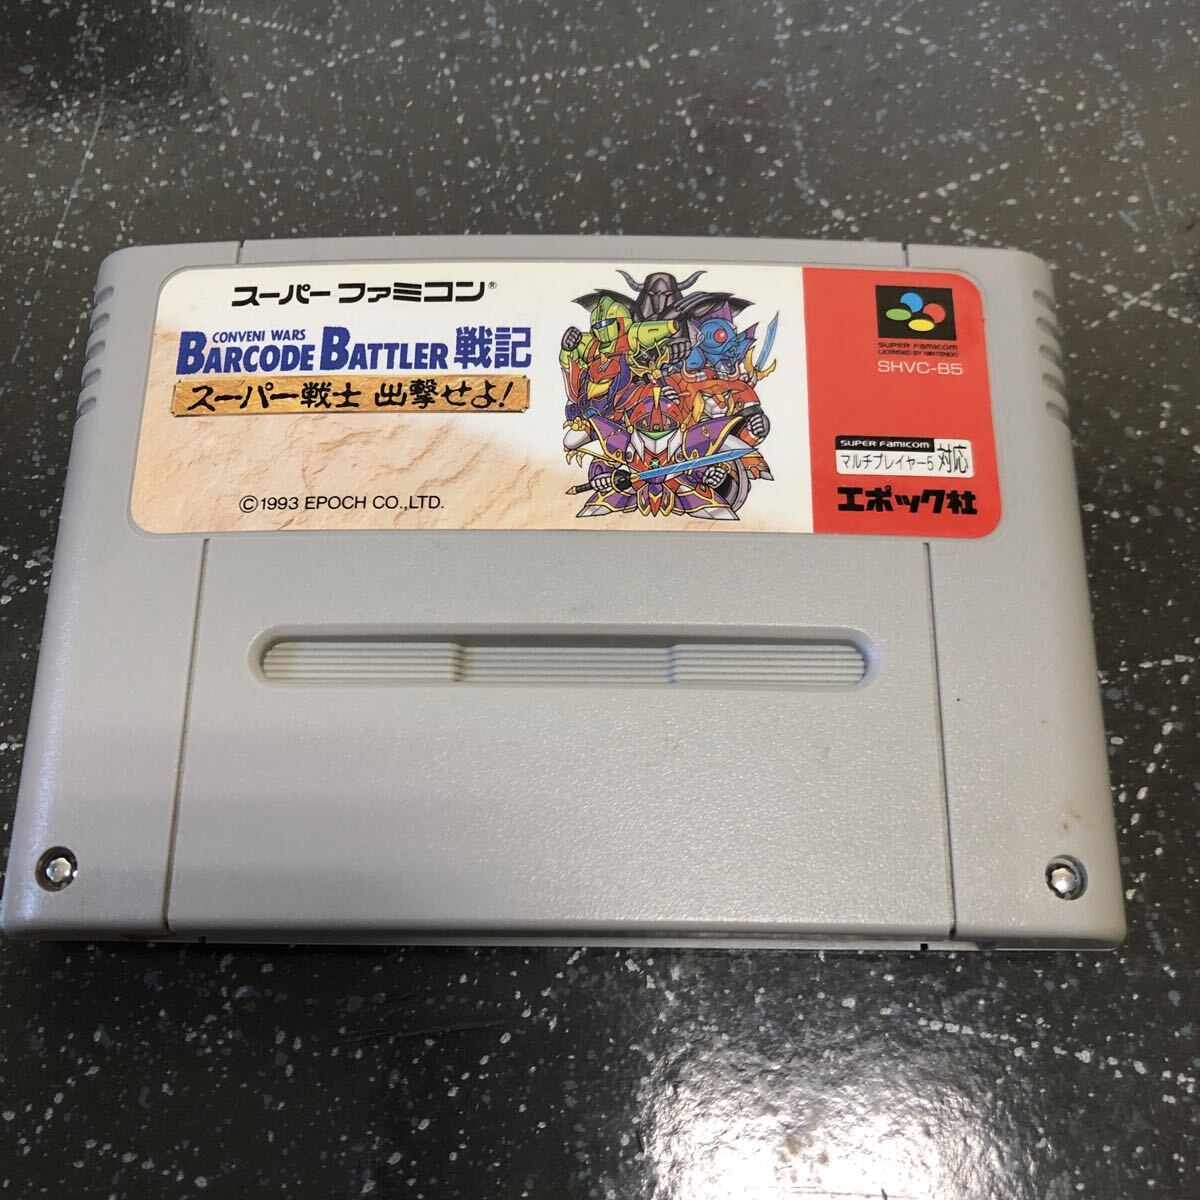 スーパーファミコン®
CONVENI WARS
BARCODE BATTLER 戦記
スーパー戦士 出撃せよ!
©1993 EPOCH CO.,LTD.
SUPER FAMICOM
LICENSED BY NINTENDO
SHVC-B5
SUPER FAMICOM
マルチプレイヤー5 対応
エポック社